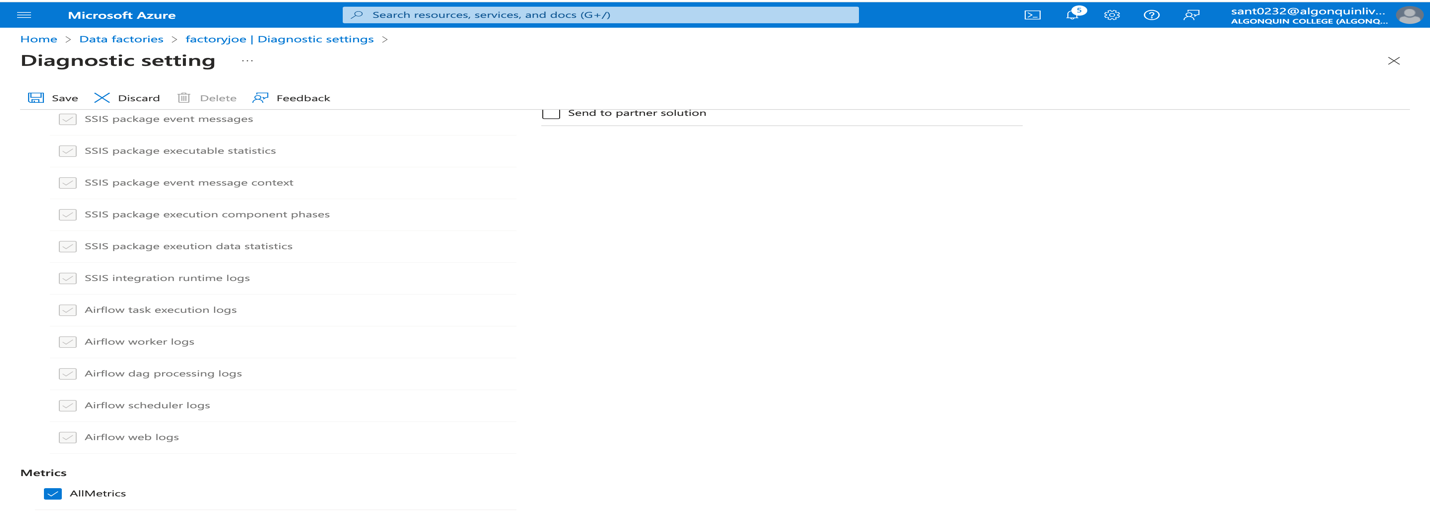 Microsoft Azure
Search resources, services, and docs (G+/)
5
sant0232@algonquinliv...
ALGONQUIN COLLEGE (ALGONQ...
Home > Data factories > factoryjoe | Diagnostic settings >
Diagnostic setting ...
Save Discard Delete Feedback
SSIS package event messages
Send to partner solution
SSIS package executable statistics
SSIS package event message context
SSIS package execution component phases
SSIS package exeution data statistics
SSIS integration runtime logs
Airflow task execution logs
Airflow worker logs
Airflow dag processing logs
Airflow scheduler logs
Airflow web logs
Metrics
AllMetrics